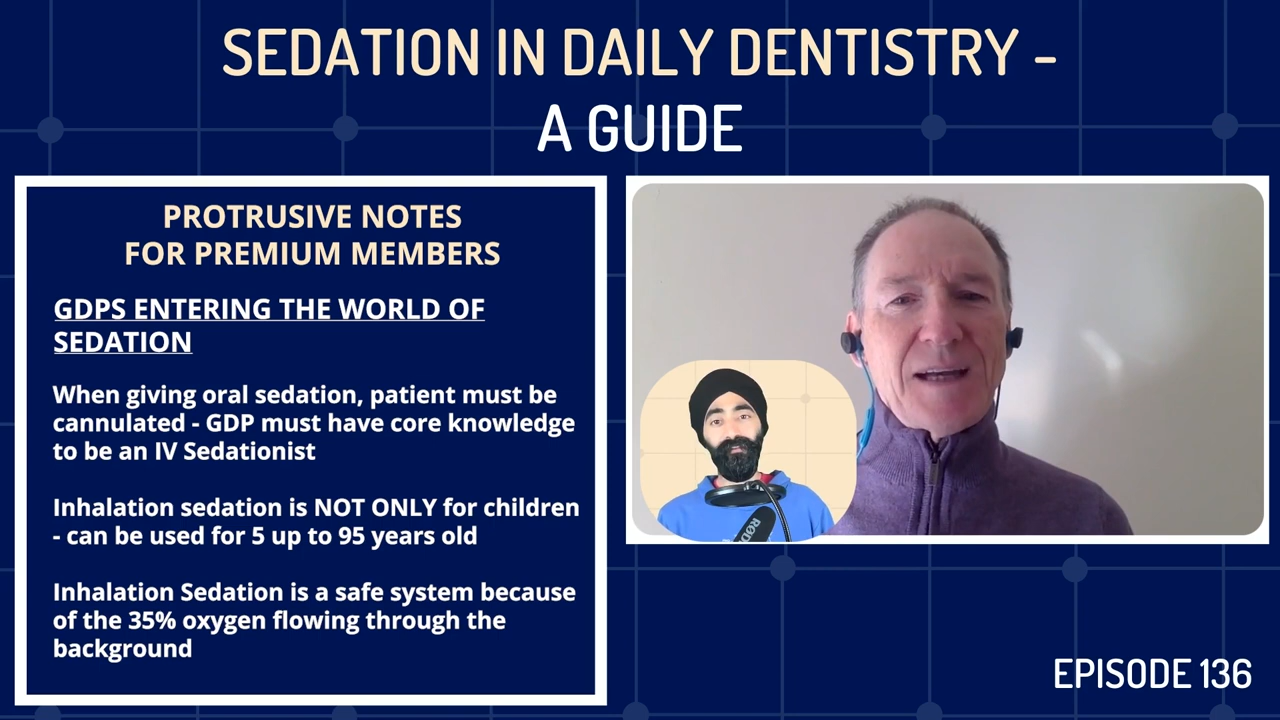 SEDATION IN DAILY DENTISTRY -
A GUIDE
PROTRUSIVE NOTES
FOR PREMIUM MEMBERS
GDPS ENTERING THE WORLD OF
SEDATION
When giving oral sedation, patient must be
cannulated - GDP must have core knowledge
to be an IV Sedationist
Inhalation sedation is NOT ONLY for children
- can be used for 5 up to 95 years old
Inhalation Sedation is a safe system because
of the 35% oxygen flowing through the
background
RØDE
EPISODE 136